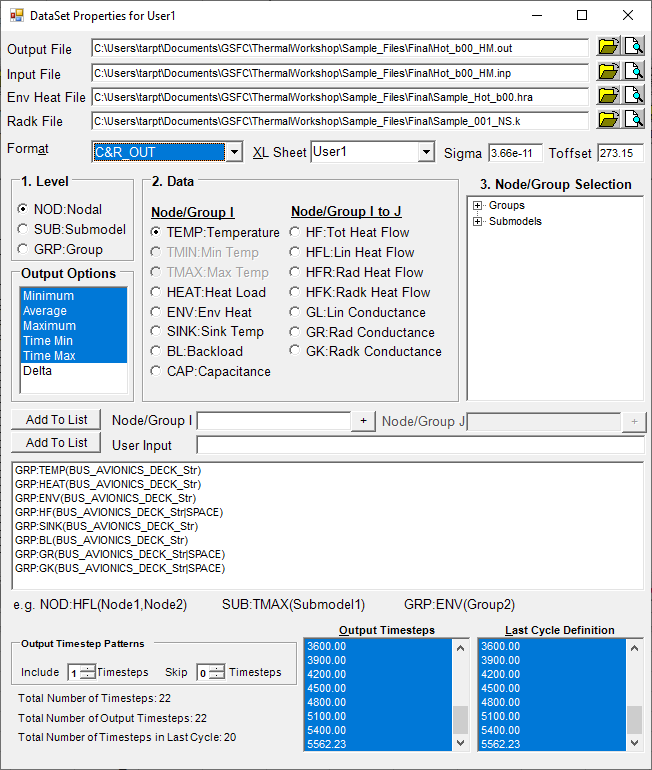 DataSet Properties for User1
Output File C:\Users\tarpt\Documents\GSFC\ThermalWorkshop\Sample_Files\Final\Hot_b00_HM.out
Input File C:\Users\tarpt\Documents\GSFC\ThermalWorkshop\Sample_Files\Final\Hot_b00_HM.inp
Env Heat File C:\Users\tarpt\Documents\GSFC\ThermalWorkshop\Sample_Files\Final\Sample_Hot_b00.hra
Radk File C:\Users\tarpt\Documents\GSFC\ThermalWorkshop\Sample_Files\Final\Sample_001_NS.k
Format C&R_OUT XL Sheet User1 Sigma 3.66e-11 Toffset 273.15
1. Level
NOD:Nodal
SUB:Submodel
GRP:Group
Output Options
Minimum
Average
Maximum
Time Min
Time Max
Delta
2. Data
Node/Group I
TEMP:Temperature
TMIN:Min Temp
TMAX:Max Temp
HEAT:Heat Load
ENV:Env Heat
SINK:Sink Temp
BL:Backload
CAP:Capacitance
Node/Group I to J
HF:Tot Heat Flow
HFL:Lin Heat Flow
HFR:Rad Heat Flow
HFK:Radk Heat Flow
GL:Lin Conductance
GR:Rad Conductance
GK:Radk Conductance
3. Node/Group Selection
Groups
Submodels
Add To List Node/Group I + Node/Group J +
Add To List User Input
GRP:TEMP(BUS_AVIONICS_DECK_Str)
GRP:HEAT(BUS_AVIONICS_DECK_Str)
GRP:ENV(BUS_AVIONICS_DECK_Str)
GRP:HF(BUS_AVIONICS_DECK_Str|SPACE)
GRP:SINK(BUS_AVIONICS_DECK_Str)
GRP:BL(BUS_AVIONICS_DECK_Str)
GRP:GR(BUS_AVIONICS_DECK_Str|SPACE)
GRP:GK(BUS_AVIONICS_DECK_Str|SPACE)
e.g. NOD:HFL(Node1,Node2) SUB:TMAX(Submodel1) GRP:ENV(Group2)
Output Timestep Patterns
Include 1 Timesteps Skip 0 Timesteps
Total Number of Timesteps: 22
Total Number of Output Timesteps: 22
Total Number of Timesteps in Last Cycle: 20
Output Timesteps
3600.00
3900.00
4200.00
4500.00
4800.00
5100.00
5400.00
5562.23
Last Cycle Definition
3600.00
3900.00
4200.00
4500.00
4800.00
5100.00
5400.00
5562.23